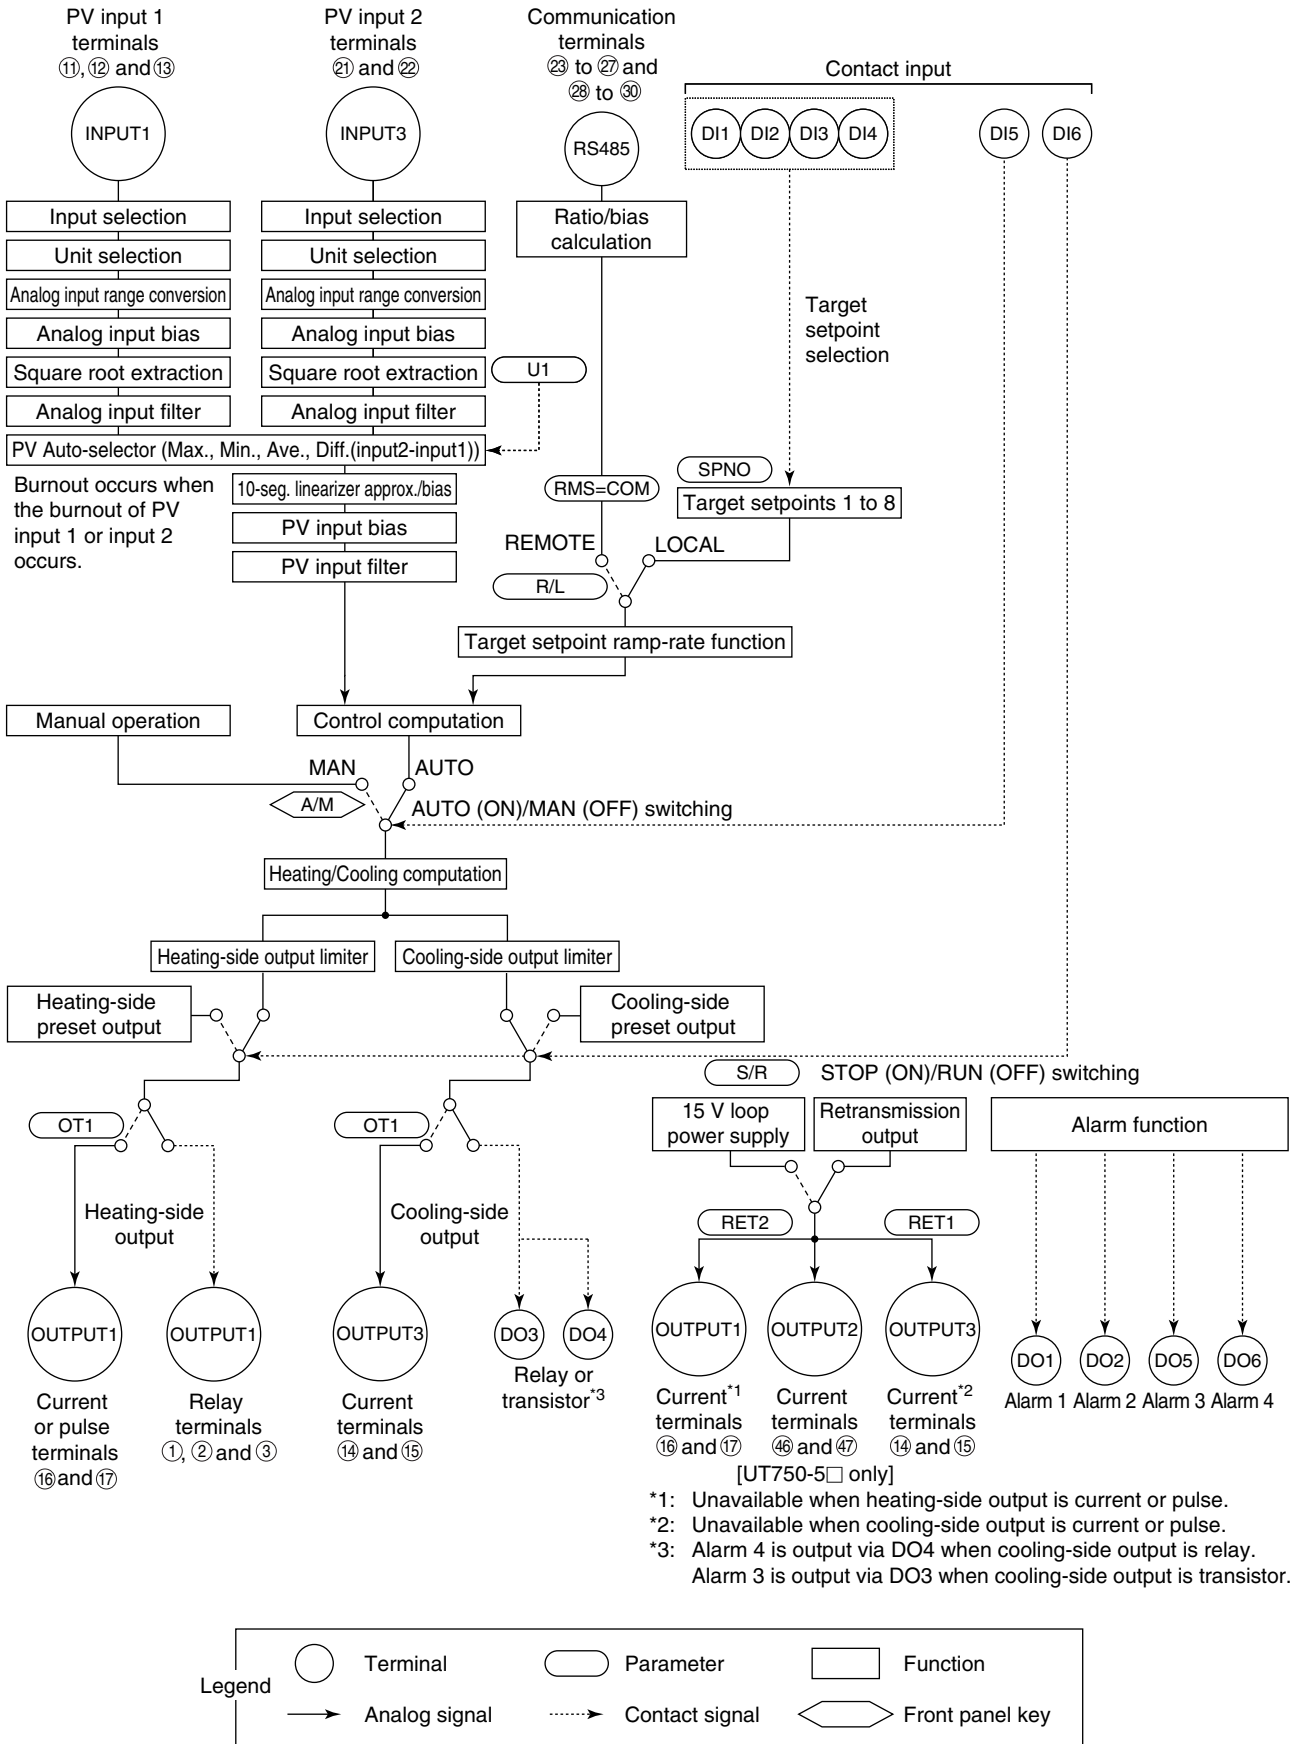 PV input 1
terminals
⑪, ⑫ and ⑬
PV input 2
terminals
㉑ and ㉒
Communication
terminals
㉓ to ㉗ and
㉘ to ㉚
Contact input
INPUT1
INPUT3
RS485
DI1
DI2
DI3
DI4
DI5
DI6
Input selection
Unit selection
Analog input range conversion
Analog input bias
Square root extraction
Analog input filter
Input selection
Unit selection
Analog input range conversion
Analog input bias
Square root extraction
Analog input filter
Ratio/bias
calculation
Target
setpoint
selection
U1
PV Auto-selector (Max., Min., Ave., Diff.(input2-input1))
Burnout occurs when
the burnout of PV
input 1 or input 2
occurs.
10-seg. linearizer approx./bias
PV input bias
PV input filter
RMS=COM
SPNO
Target setpoints 1 to 8
REMOTE
LOCAL
R/L
Target setpoint ramp-rate function
Manual operation
Control computation
MAN
AUTO
A/M
AUTO (ON)/MAN (OFF) switching
Heating/Cooling computation
Heating-side output limiter
Cooling-side output limiter
Heating-side
preset output
Cooling-side
preset output
S/R
STOP (ON)/RUN (OFF) switching
OT1
OT1
15 V loop
power supply
Retransmission
output
Alarm function
Heating-side
output
Cooling-side
output
RET2
RET1
OUTPUT1
OUTPUT1
OUTPUT3
DO3
DO4
OUTPUT1
OUTPUT2
OUTPUT3
DO1
DO2
DO5
DO6
Current
or pulse
terminals
⑯ and ⑰
Relay
terminals
①, ② and ③
Current
terminals
⑭ and ⑮
Relay or
transistor*3
Current*1
terminals
⑯ and ⑰
Current
terminals
㊻ and ㊼
Current*2
terminals
⑭ and ⑮
Alarm 1
Alarm 2
Alarm 3
Alarm 4
[UT750-5□ only]
*1: Unavailable when heating-side output is current or pulse.
*2: Unavailable when cooling-side output is current or pulse.
*3: Alarm 4 is output via DO4 when cooling-side output is relay.
Alarm 3 is output via DO3 when cooling-side output is transistor.
Legend
Terminal
Parameter
Function
Analog signal
Contact signal
Front panel key